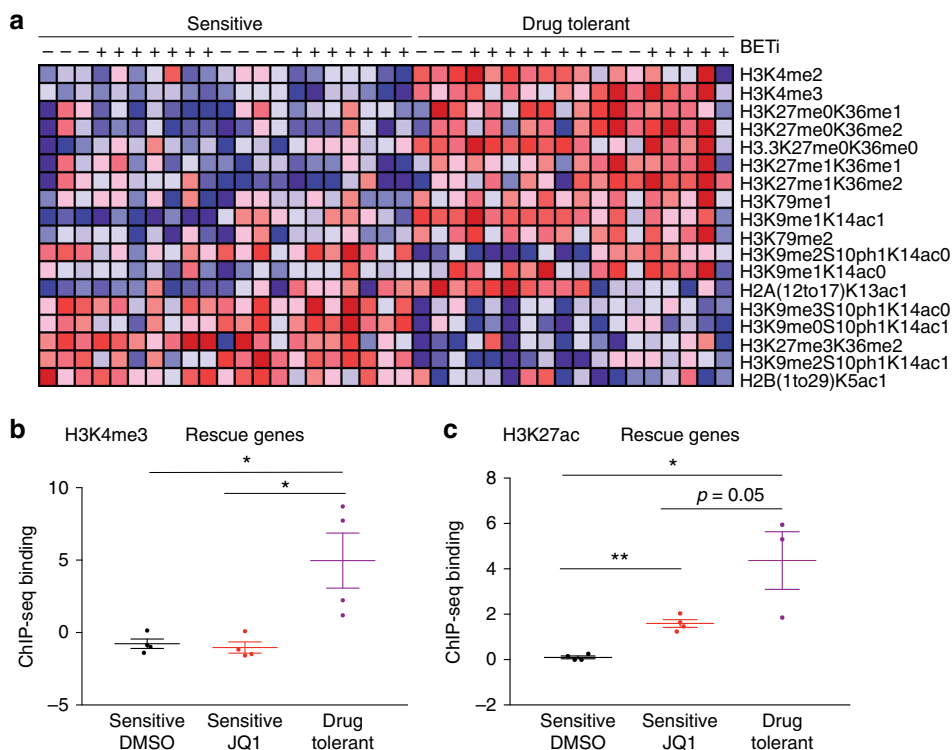 a
Sensitive Drug tolerant
− − − + + + + + + + − − − − + + + + + + + − − − + + + + + + + − − − + + + + + BETi
H3K4me2
H3K4me3
H3K27me0K36me1
H3K27me0K36me2
H3.3K27me0K36me0
H3K27me1K36me1
H3K27me1K36me2
H3K79me1
H3K9me1K14ac1
H3K79me2
H3K9me2S10ph1K14ac0
H3K9me1K14ac0
H2A(12to17)K13ac1
H3K9me3S10ph1K14ac0
H3K9me0S10ph1K14ac1
H3K27me3K36me2
H3K9me2S10ph1K14ac1
H2B(1to29)K5ac1
b
H3K4me3 Rescue genes
*
*
10
5
0
−5
ChIP-seq binding
Sensitive DMSO
Sensitive JQ1
Drug tolerant
c
H3K27ac Rescue genes
*
p = 0.05
**
8
6
4
2
0
−2
ChIP-seq binding
Sensitive DMSO
Sensitive JQ1
Drug tolerant